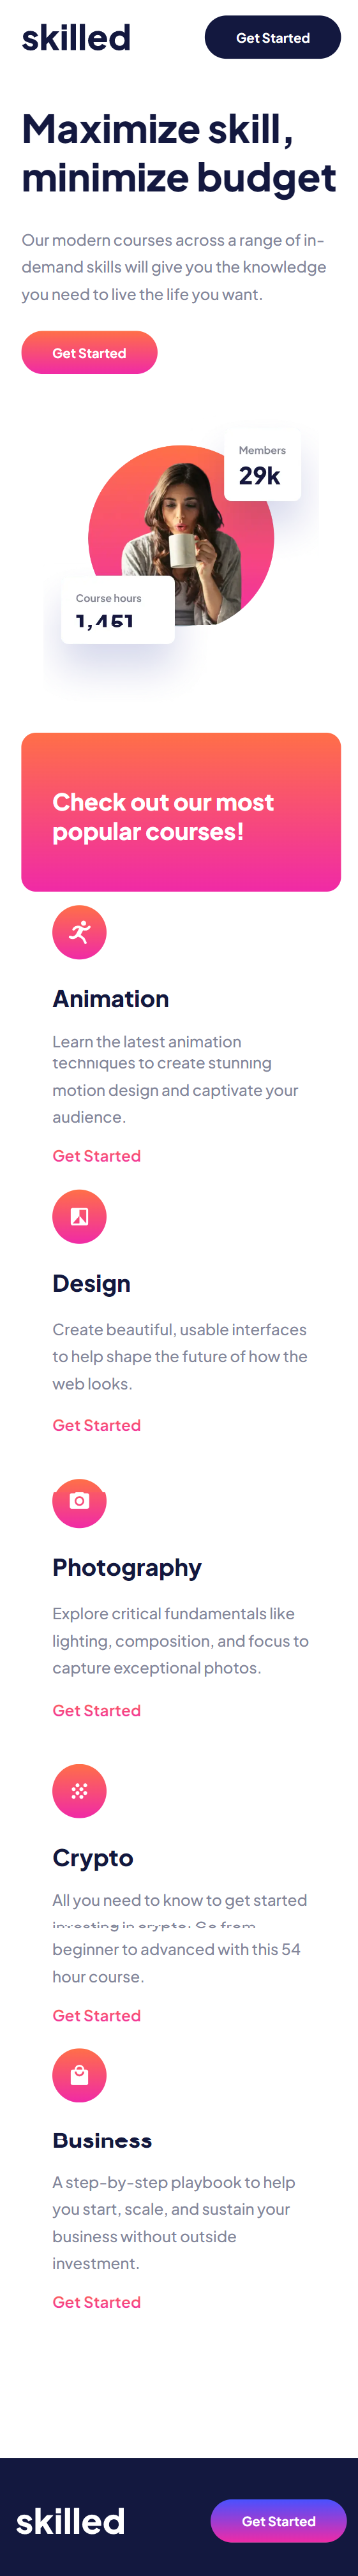 skilled
Get Started
Maximize skill,
minimize budget
Our modern courses across a range of in-
demand skills will give you the knowledge
you need to live the life you want.
Get Started
Members
29k
Course hours
1,451
Check out our most
popular courses!
Animation
Learn the latest animation
techniques to create stunning
motion design and captivate your
audience.
Get Started
Design
Create beautiful, usable interfaces
to help shape the future of how the
web looks.
Get Started
Photography
Explore critical fundamentals like
lighting, composition, and focus to
capture exceptional photos.
Get Started
Crypto
All you need to know to get started
investing in crypto. Go from
beginner to advanced with this 54
hour course.
Get Started
Business
A step-by-step playbook to help
you start, scale, and sustain your
business without outside
investment.
Get Started
skilled
Get Started